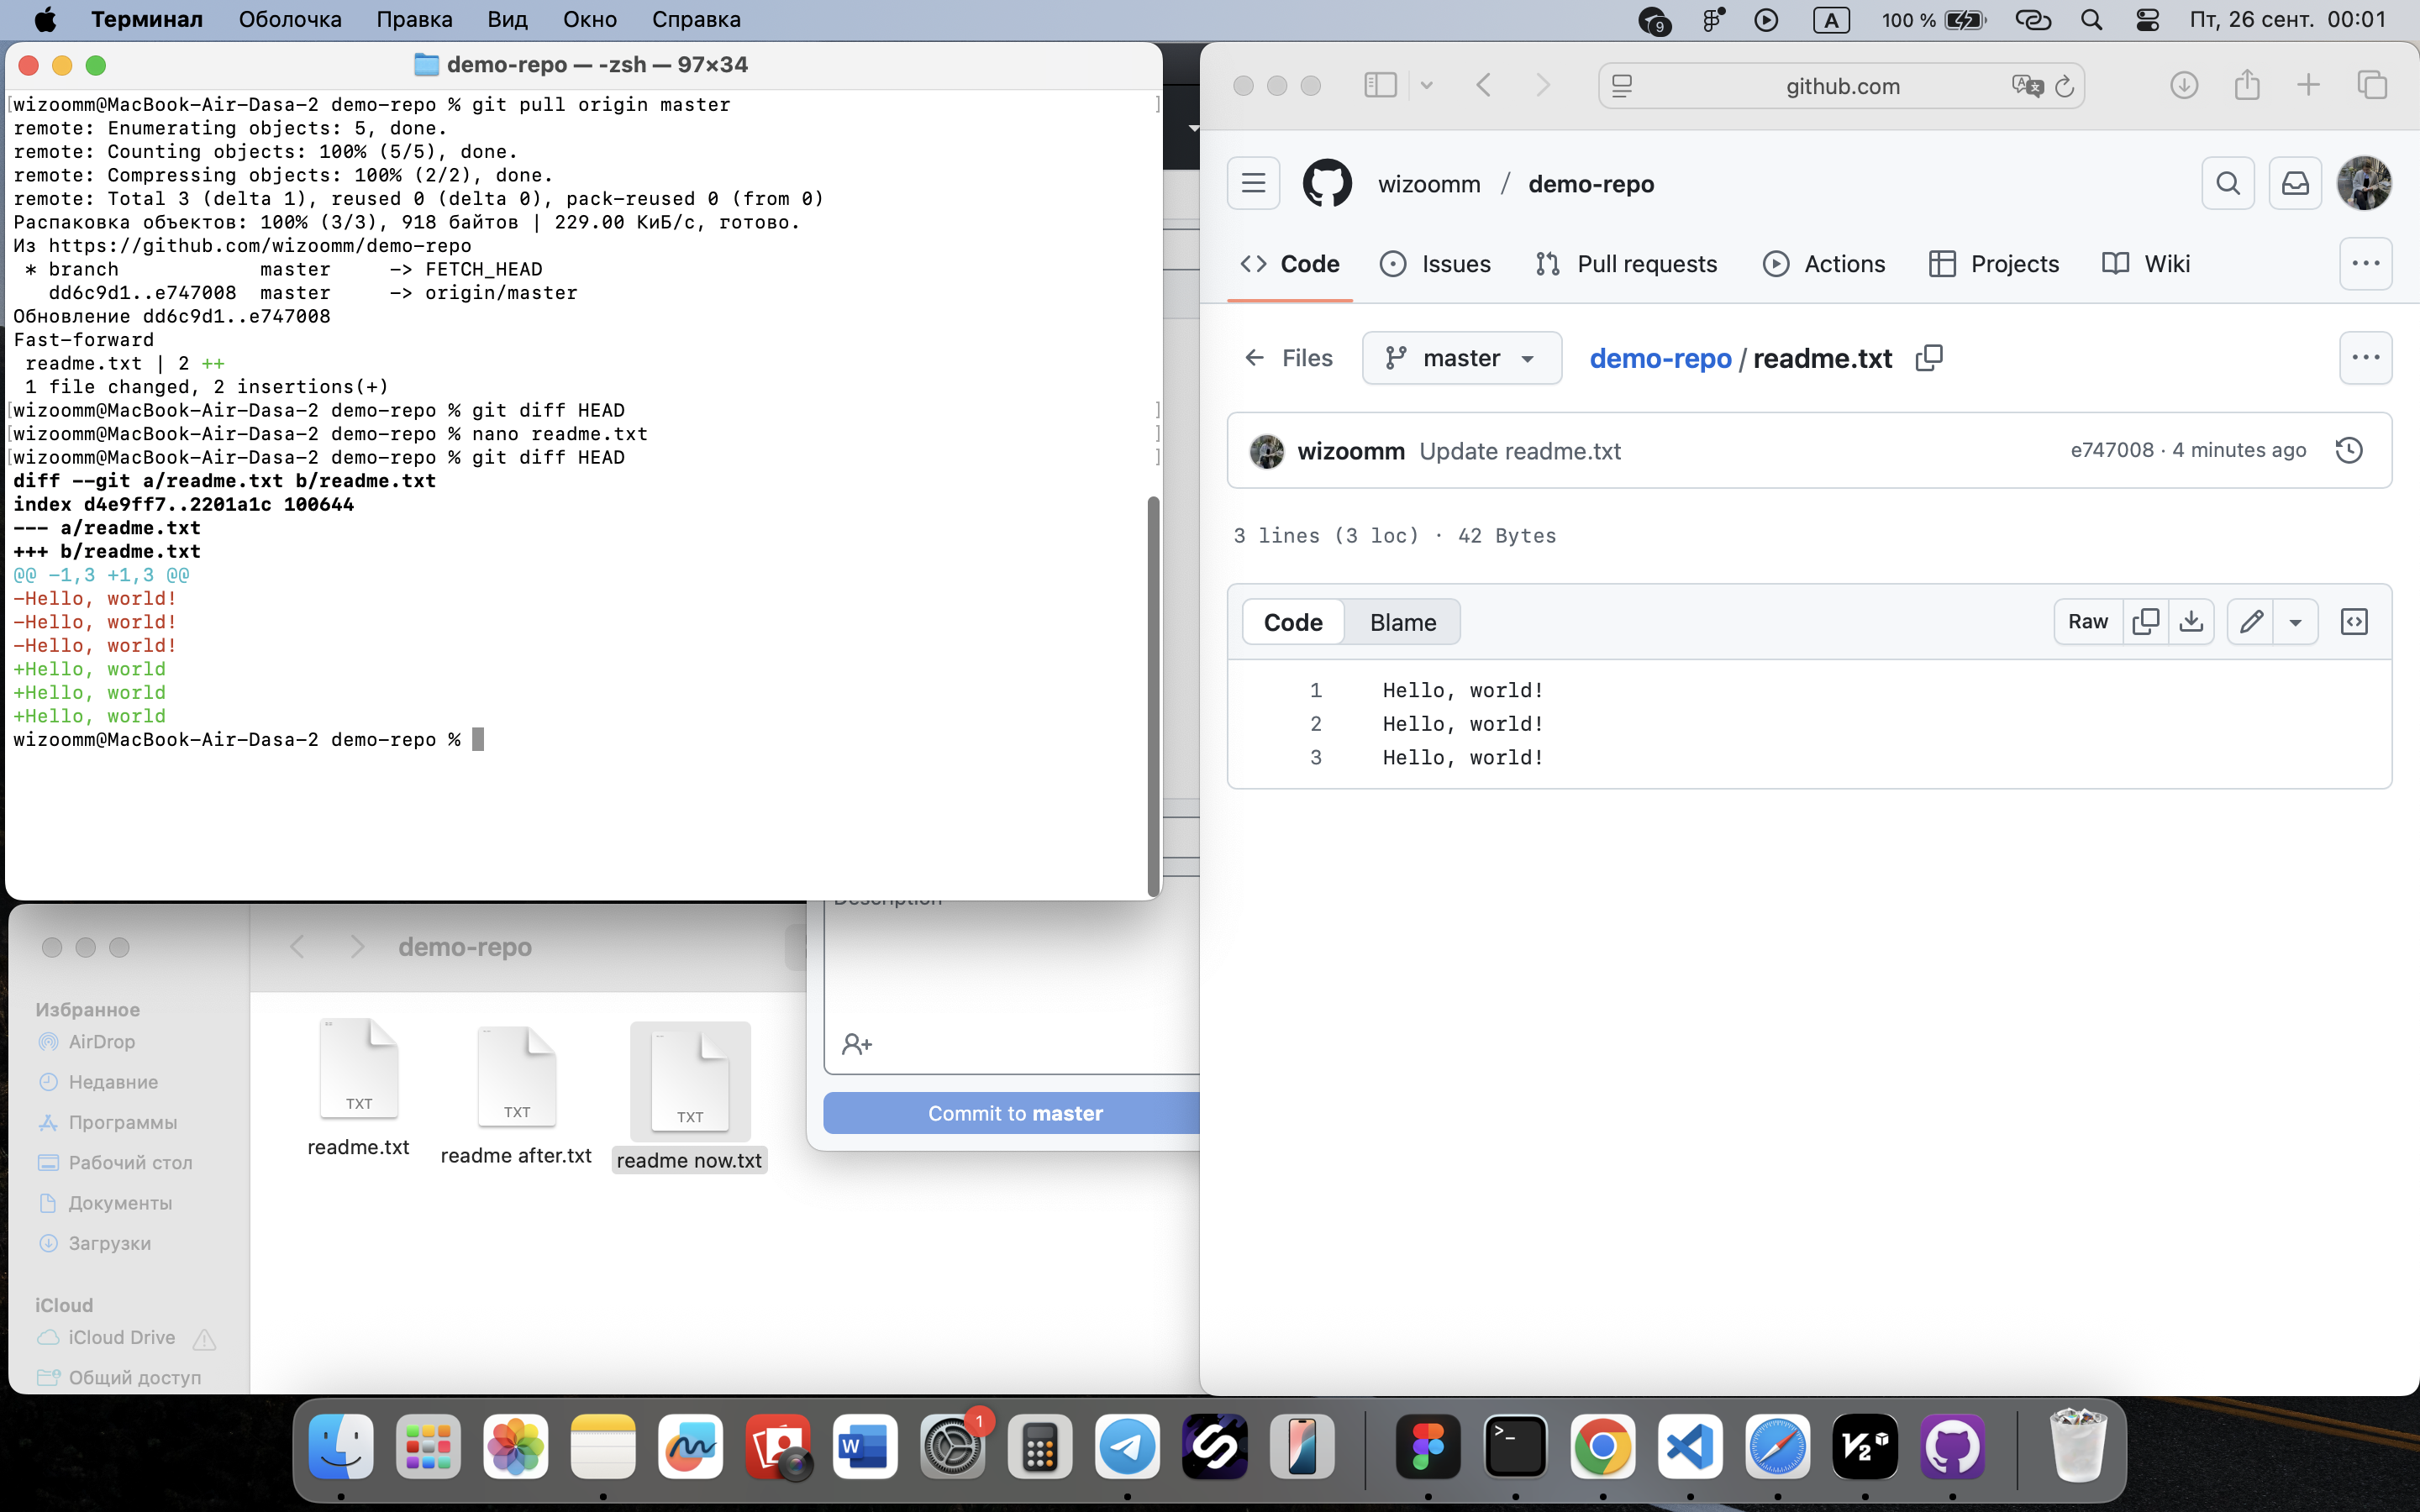 Терминал Оболочка Правка Вид Окно Справка
9 A 100 % Пт, 26 сент. 00:01
demo-repo — -zsh — 97×34
[wizoomm@MacBook-Air-Dasa-2 demo-repo % git pull origin master ]
remote: Enumerating objects: 5, done.
remote: Counting objects: 100% (5/5), done.
remote: Compressing objects: 100% (2/2), done.
remote: Total 3 (delta 1), reused 0 (delta 0), pack-reused 0 (from 0)
Распаковка объектов: 100% (3/3), 918 байтов | 229.00 КиБ/с, готово.
Из https://github.com/wizoomm/demo-repo
 * branch            master     -> FETCH_HEAD
   dd6c9d1..e747008  master     -> origin/master
Обновление dd6c9d1..e747008
Fast-forward
 readme.txt | 2 ++
 1 file changed, 2 insertions(+)
[wizoomm@MacBook-Air-Dasa-2 demo-repo % git diff HEAD ]
[wizoomm@MacBook-Air-Dasa-2 demo-repo % nano readme.txt ]
[wizoomm@MacBook-Air-Dasa-2 demo-repo % git diff HEAD ]
diff --git a/readme.txt b/readme.txt
index d4e9ff7..2201a1c 100644
--- a/readme.txt
+++ b/readme.txt
@@ -1,3 +1,3 @@
-Hello, world!
-Hello, world!
-Hello, world!
+Hello, world
+Hello, world
+Hello, world
wizoomm@MacBook-Air-Dasa-2 demo-repo %
github.com
wizoomm / demo-repo
Code Issues Pull requests Actions Projects Wiki
Files master demo-repo / readme.txt
wizoomm Update readme.txt e747008 · 4 minutes ago
3 lines (3 loc) · 42 Bytes
Code Blame Raw
1 Hello, world!
2 Hello, world!
3 Hello, world!
Description
Commit to master
demo-repo
Избранное
AirDrop
Недавние
Программы
Рабочий стол
Документы
Загрузки
iCloud
iCloud Drive
Общий доступ
TXT
readme.txt
TXT
readme after.txt
TXT
readme now.txt
W
1
>_
V2